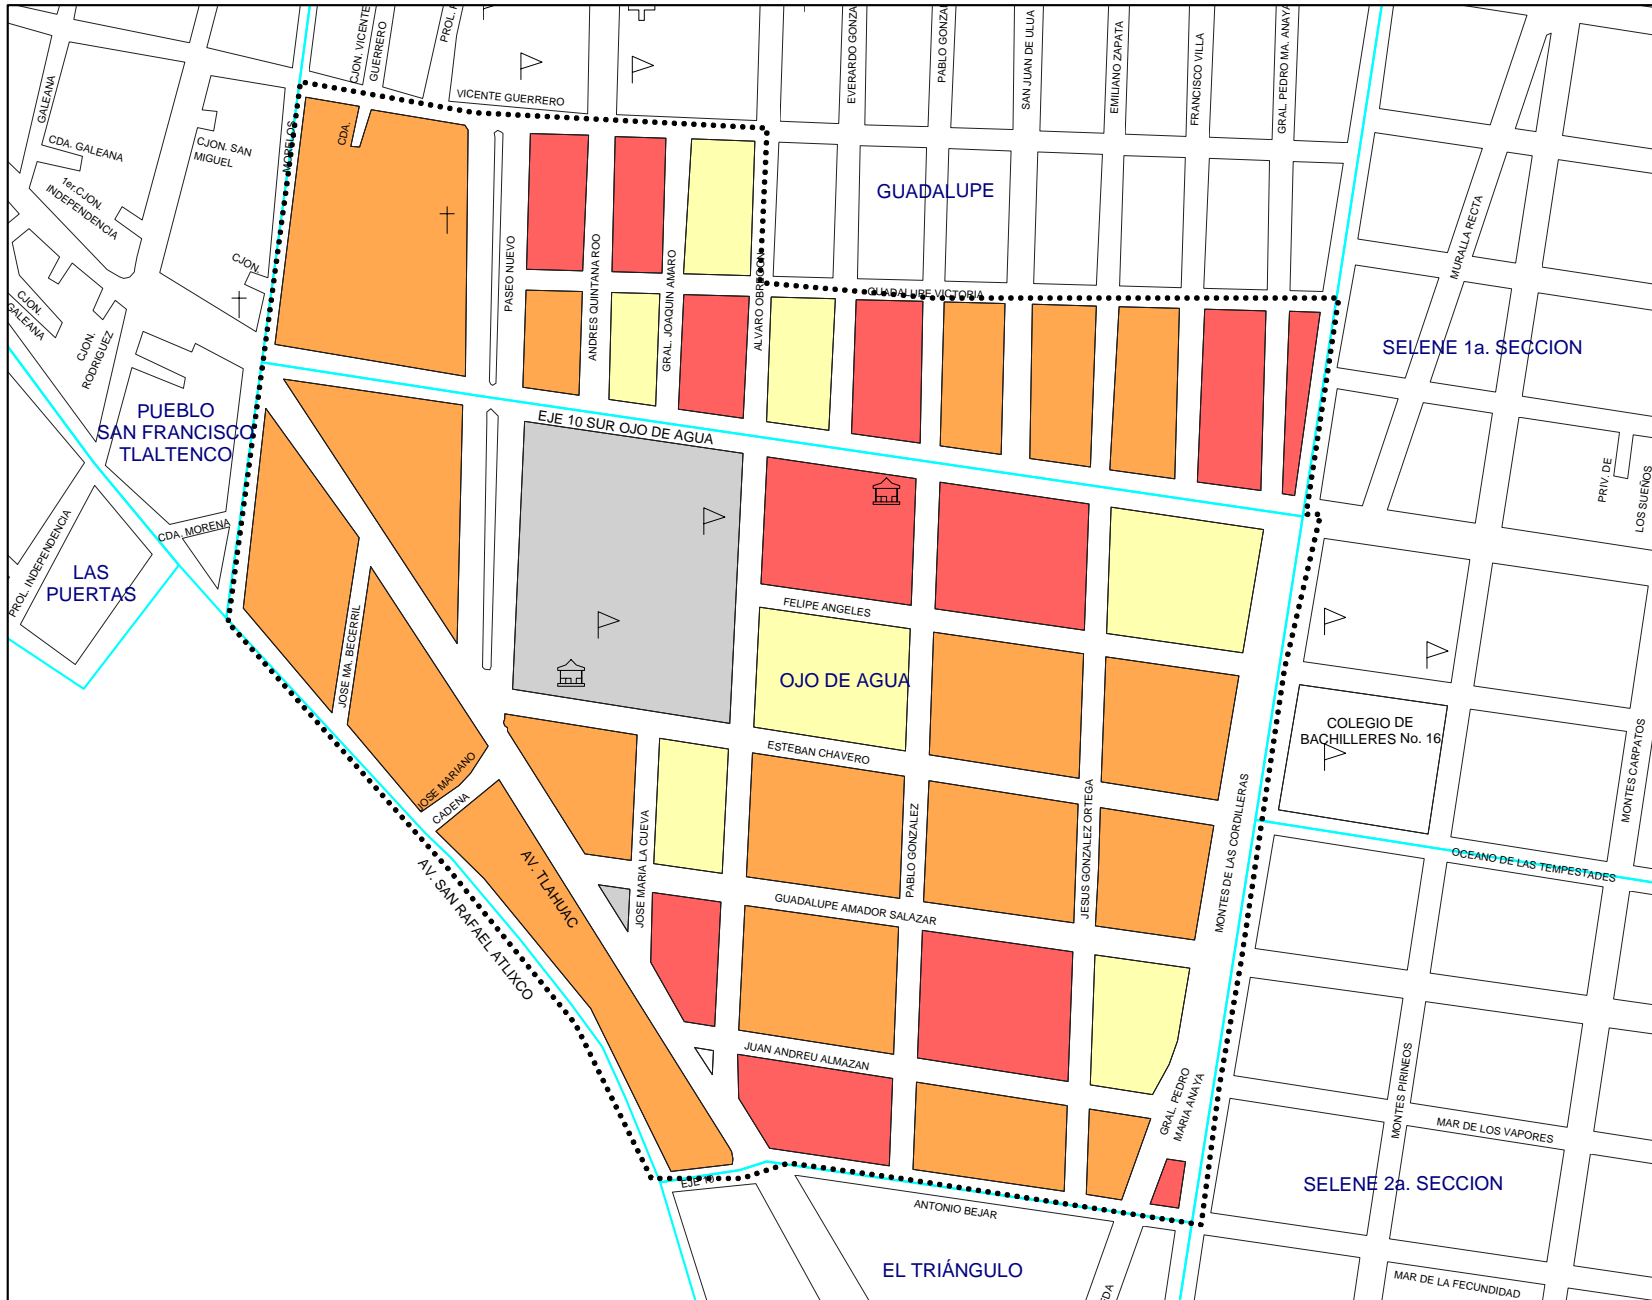 CJON. VICENTE
GUERRERO
EVERARDO GONZA
PABLO GONZAL
SAN JUAN DE ULUA
EMILIANO ZAPATA
FRANCISCO VILLA
GRAL. PEDRO MA. ANAYA
GALEANA
VICENTE GUERRERO
CDA. GALEANA
CJON. SAN
MIGUEL
MORELOS
CDA.
1er.CJON.
INDEPENDENCIA
GUADALUPE
MURALLA RECTA
CJON.
PASEO NUEVO
ANDRES QUINTANA ROO
GRAL. JOAQUIN AMARO
ALVARO OBREGON
GUADALUPE VICTORIA
CJON.
GALEANA
CJON.
RODRIGUEZ
SELENE 1a. SECCION
PUEBLO
SAN FRANCISCO
TLALTENCO
EJE 10 SUR OJO DE AGUA
PRIV. DE
LOS SUEÑOS
CDA. MORENA
PROL. INDEPENDENCIA
LAS
PUERTAS
FELIPE ANGELES
JOSE MA. BECERRIL
OJO DE AGUA
COLEGIO DE
BACHILLERES No. 16
ESTEBAN CHAVERO
JOSE MARIANO
CADENA
MONTES CARPATOS
JOSE MARIA LA CUEVA
PABLO GONZALEZ
JESUS GONZALEZ ORTEGA
MONTES DE LAS CORDILLERAS
OCEANO DE LAS TEMPESTADES
AV. TLAHUAC
AV. SAN RAFAEL ATLIXCO
GUADALUPE AMADOR SALAZAR
JUAN ANDREU ALMAZAN
GRAL. PEDRO
MARIA ANAYA
MONTES PIRINEOS
MAR DE LOS VAPORES
EJE 10
SELENE 2a. SECCION
ANTONIO BEJAR
EL TRIÁNGULO
MAR DE LA FECUNDIDAD